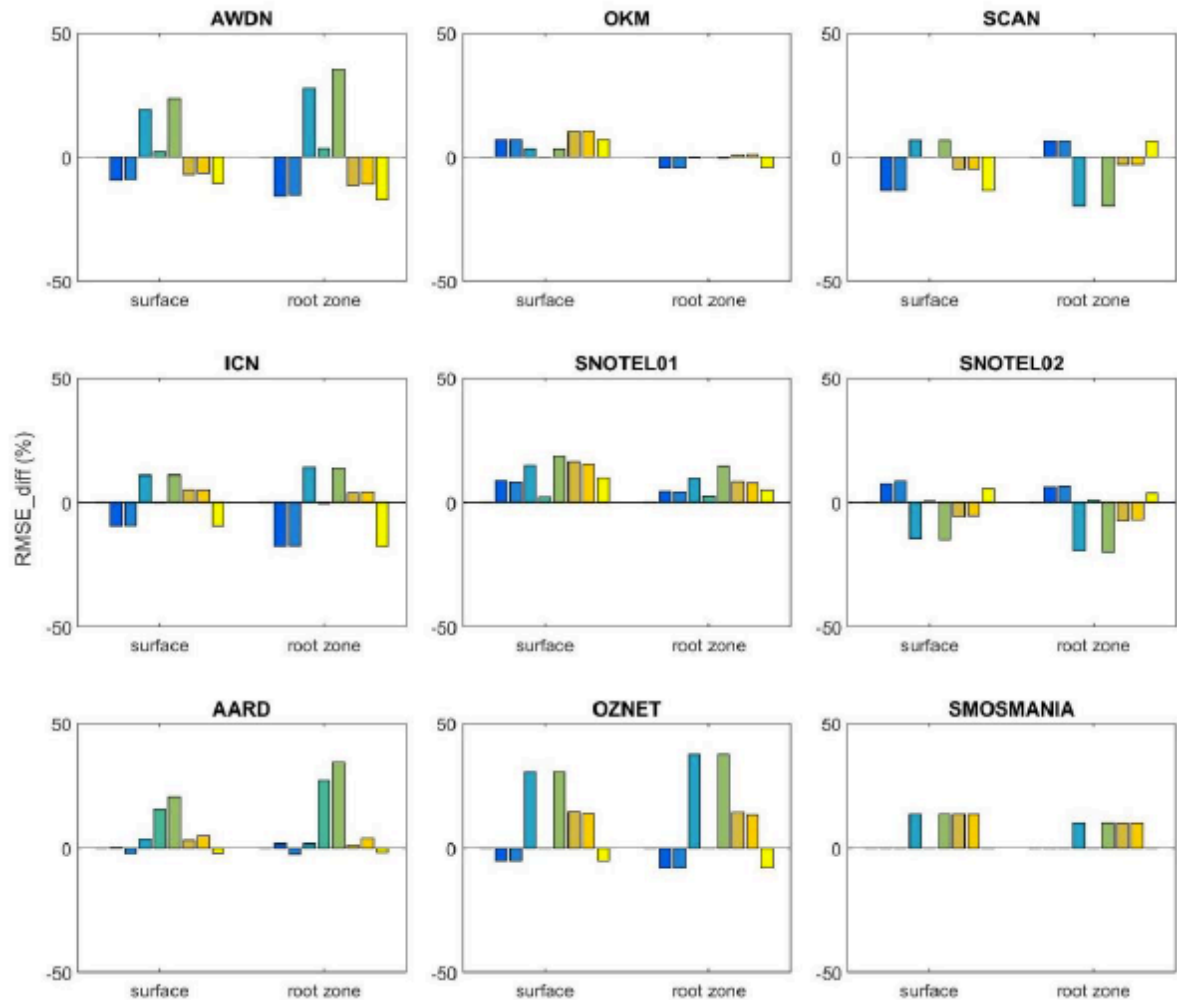 AWDN OKM SCAN
50 50 50
0 0 0
-50 -50 -50
surface root zone surface root zone surface root zone
ICN SNOTEL01 SNOTEL02
50 50 50
RMSE_diff (%)
0 0 0
-50 -50 -50
surface root zone surface root zone surface root zone
AARD OZNET SMOSMANIA
50 50 50
0 0 0
-50 -50 -50
surface root zone surface root zone surface root zone